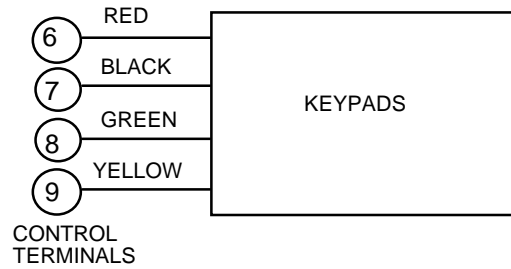 RED
6
BLACK
7
KEYPADS
GREEN
8
YELLOW
9
CONTROL
TERMINALS